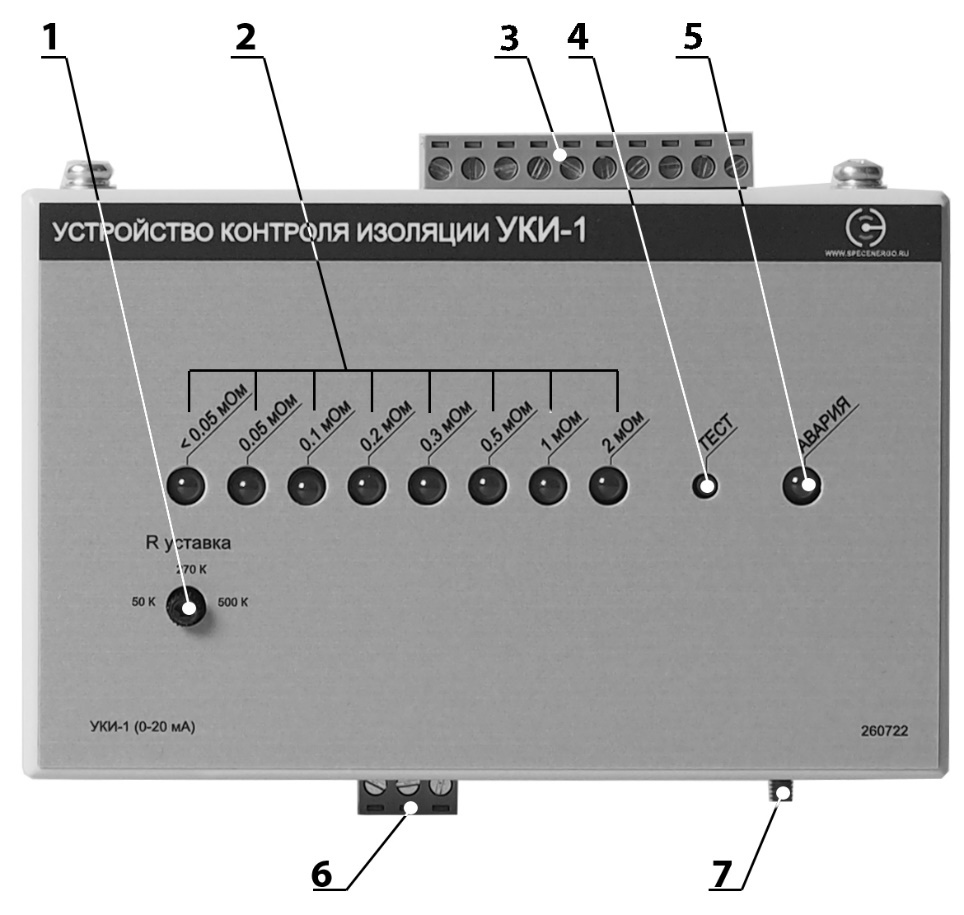 1 2 3 4 5
УСТРОЙСТВО КОНТРОЛЯ ИЗОЛЯЦИИ УКИ-1
WWW.SPECENERGO.RU
< 0.05 мОм 0.05 мОм 0.1 мОм 0.2 мОм 0.3 мОм 0.5 мОм 1 мОм 2 мОм ТЕСТ АВАРИЯ
R уставка
270 К
50 К 500 К
УКИ-1 (0-20 мА) 260722
6 7